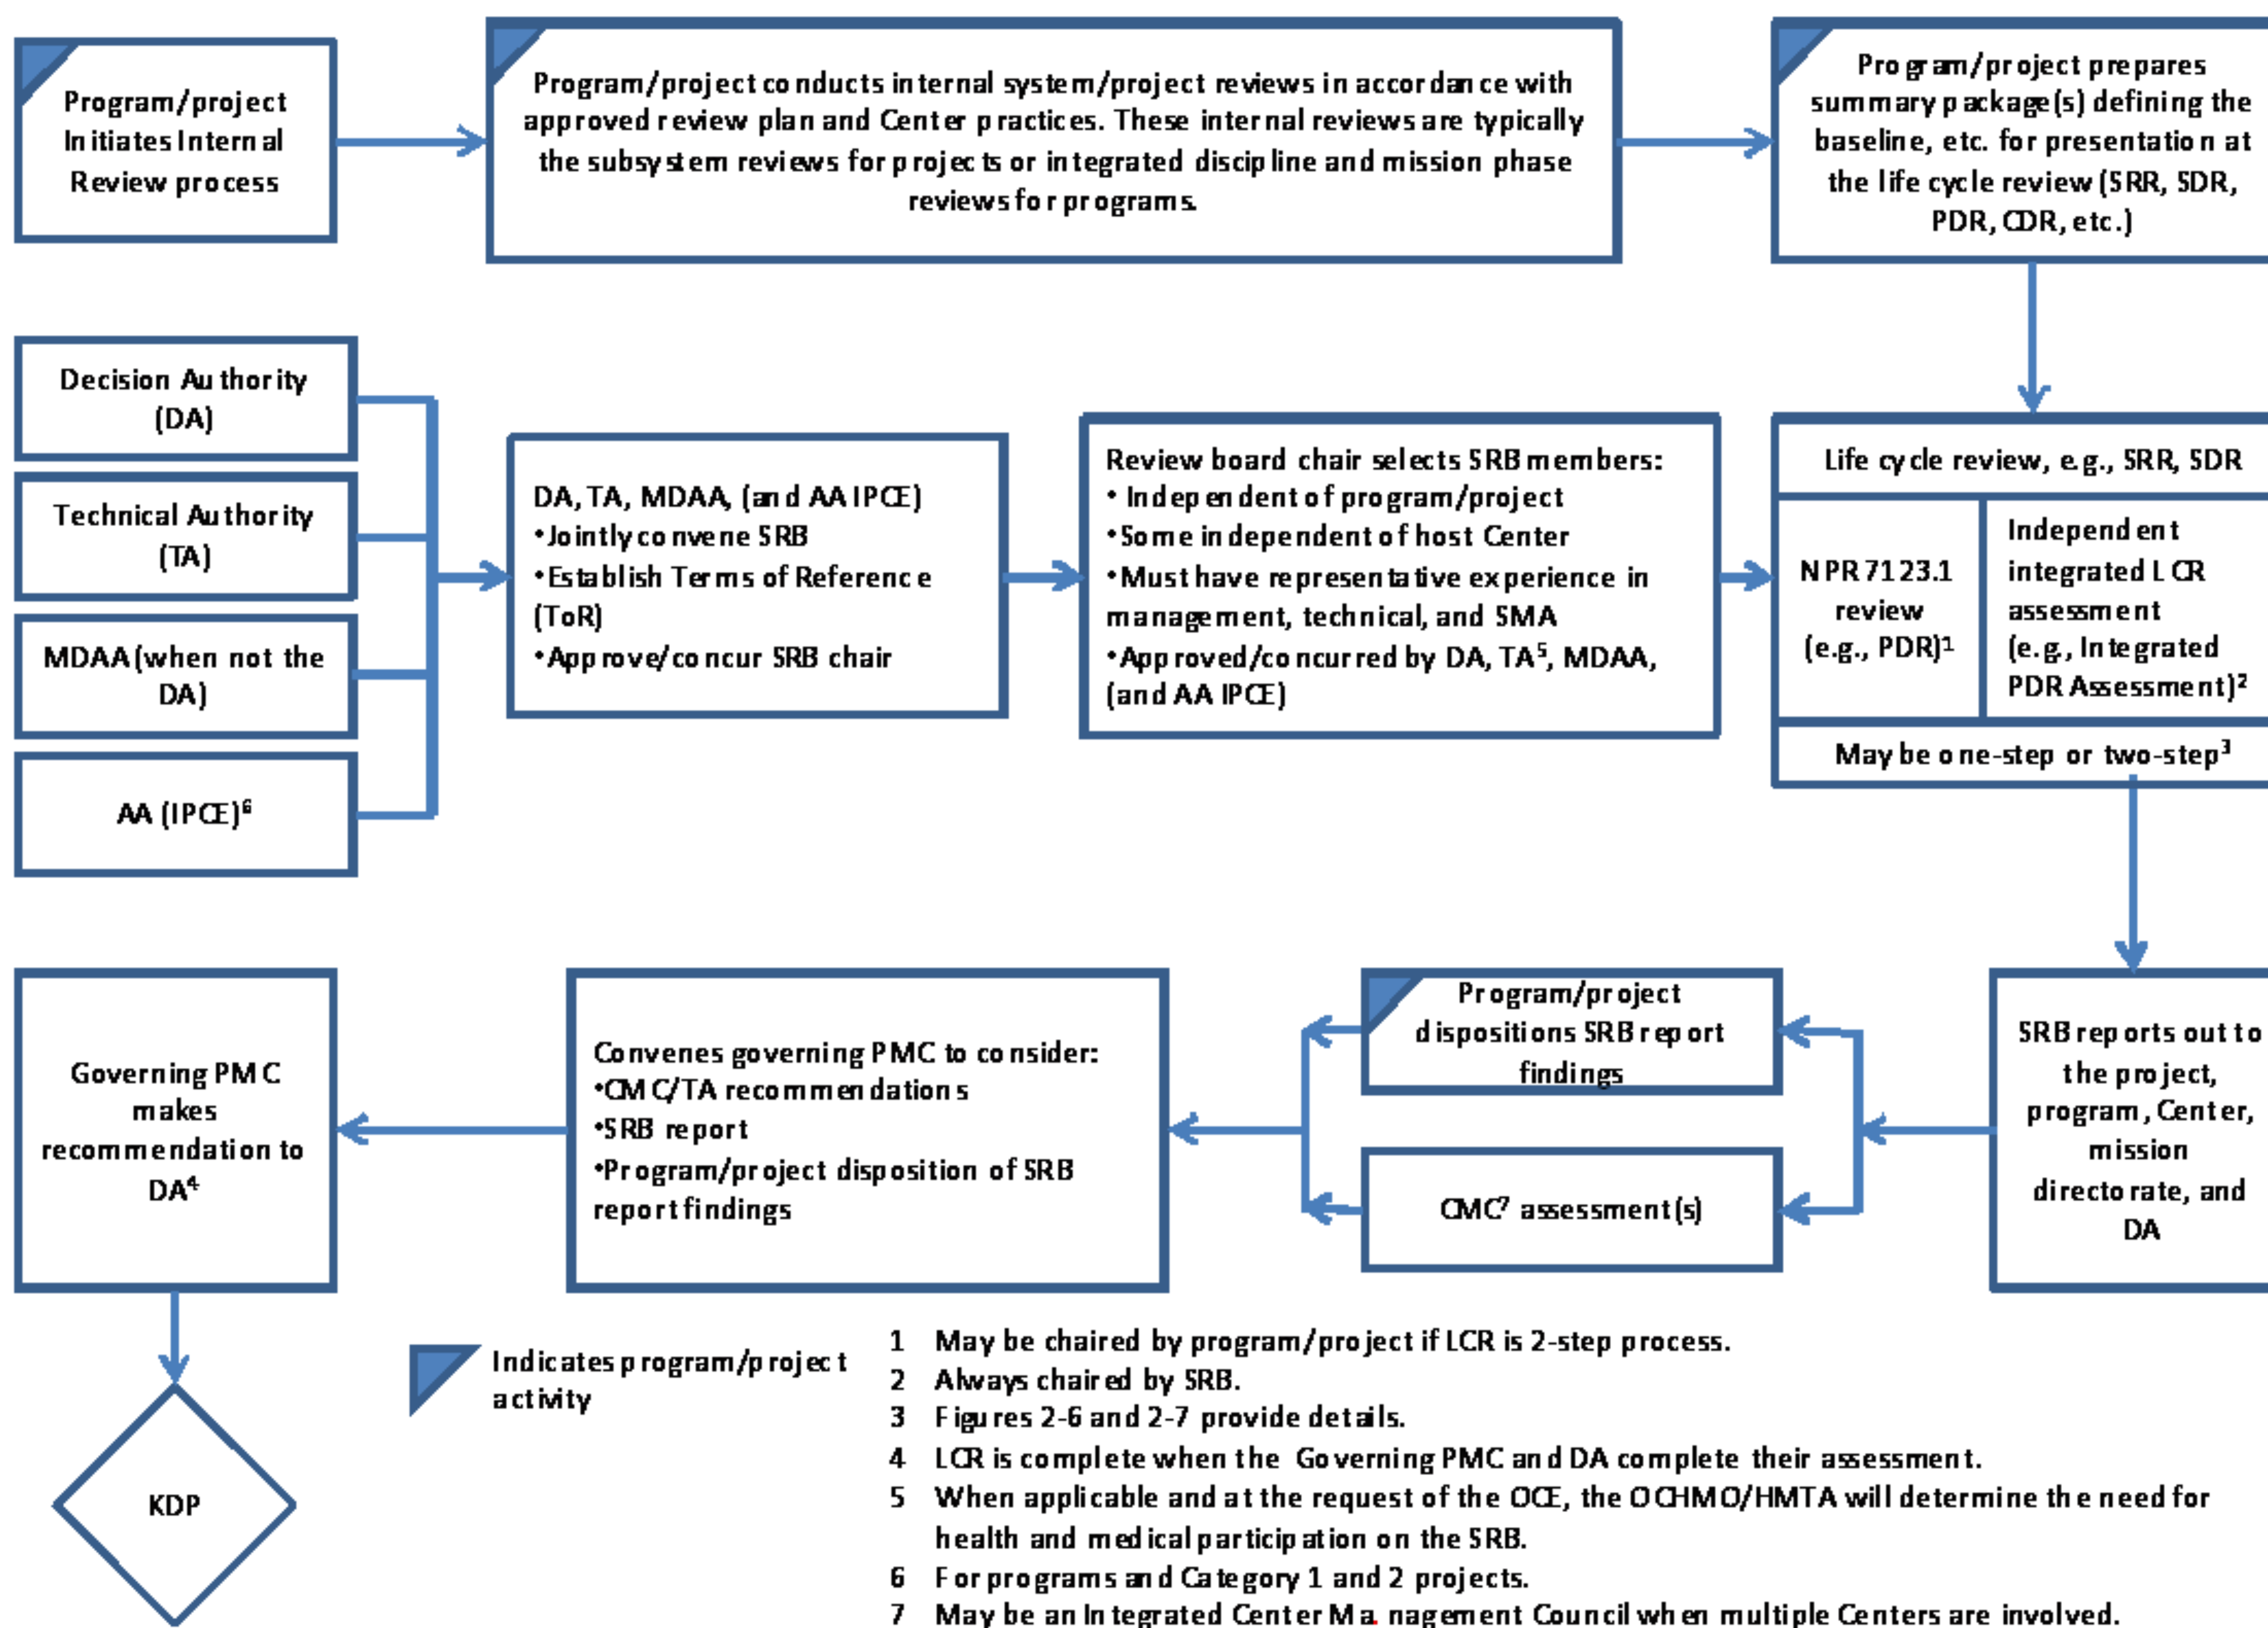 Program/project
Initiates Internal
Review process
Program/project conducts internal system/project reviews in accordance with
approved review plan and Center practices. These internal reviews are typically
the subsystem reviews for projects or integrated discipline and mission phase
reviews for programs.
Program/project prepares
summary package(s) defining the
baseline, etc. for presentation at
the life cycle review (SRR, SDR,
PDR, CDR, etc.)
Decision Authority
(DA)
Technical Authority
(TA)
MDAA (when not the
DA)
AA (IPCE)⁶
DA, TA, MDAA, (and AA IPCE)
•Jointly convene SRB
•Establish Terms of Reference
(ToR)
•Approve/concur SRB chair
Review board chair selects SRB members:
• Independent of program/project
•Some independent of host Center
•Must have representative experience in
management, technical, and SMA
•Approved/concurred by DA, TA⁵, MDAA,
(and AA IPCE)
Life cycle review, e.g., SRR, SDR
NPR 7123.1
review
(e.g., PDR)¹
Independent
integrated LCR
assessment
(e.g., Integrated
PDR Assessment)²
May be one-step or two-step³
SRB reports out to
the project,
program, Center,
mission
directorate, and
DA
Program/project
dispositions SRB report
findings
CMC⁷ assessment(s)
Convenes governing PMC to consider:
•CMC/TA recommendations
•SRB report
•Program/project disposition of SRB
report findings
Governing PMC
makes
recommendation to
DA⁴
KDP
Indicates program/project
activity
1 May be chaired by program/project if LCR is 2-step process.
2 Always chaired by SRB.
3 Figures 2-6 and 2-7 provide details.
4 LCR is complete when the Governing PMC and DA complete their assessment.
5 When applicable and at the request of the OCE, the OCHMO/HMTA will determine the need for
health and medical participation on the SRB.
6 For programs and Category 1 and 2 projects.
7 May be an Integrated Center Ma. nagement Council when multiple Centers are involved.